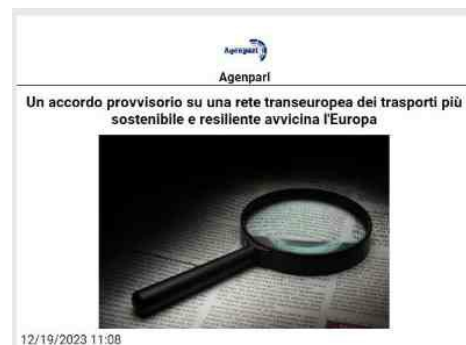 Agenparl
Agenparl
Un accordo provvisorio su una rete transeuropea dei trasporti più
sostenibile e resiliente avvicina l'Europa
12/19/2023 11:08